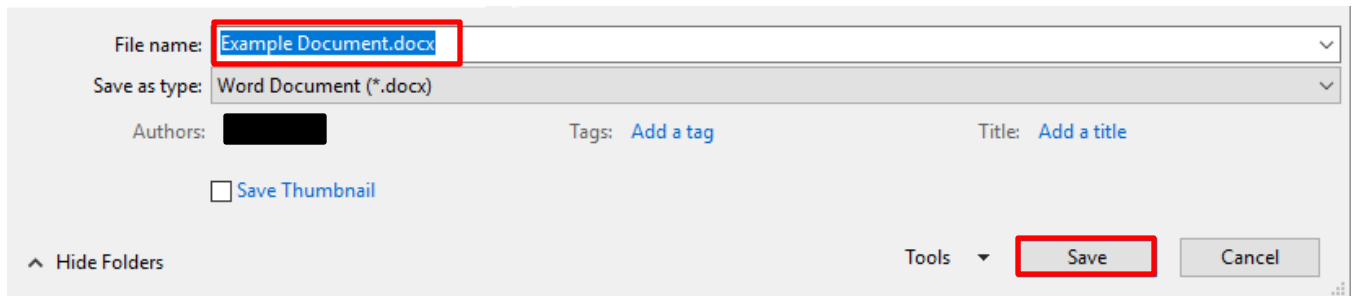 File name: Example Document.docx
Save as type: Word Document (*.docx)
Authors: Tags: Add a tag Title: Add a title
Save Thumbnail
Hide Folders Tools Save Cancel